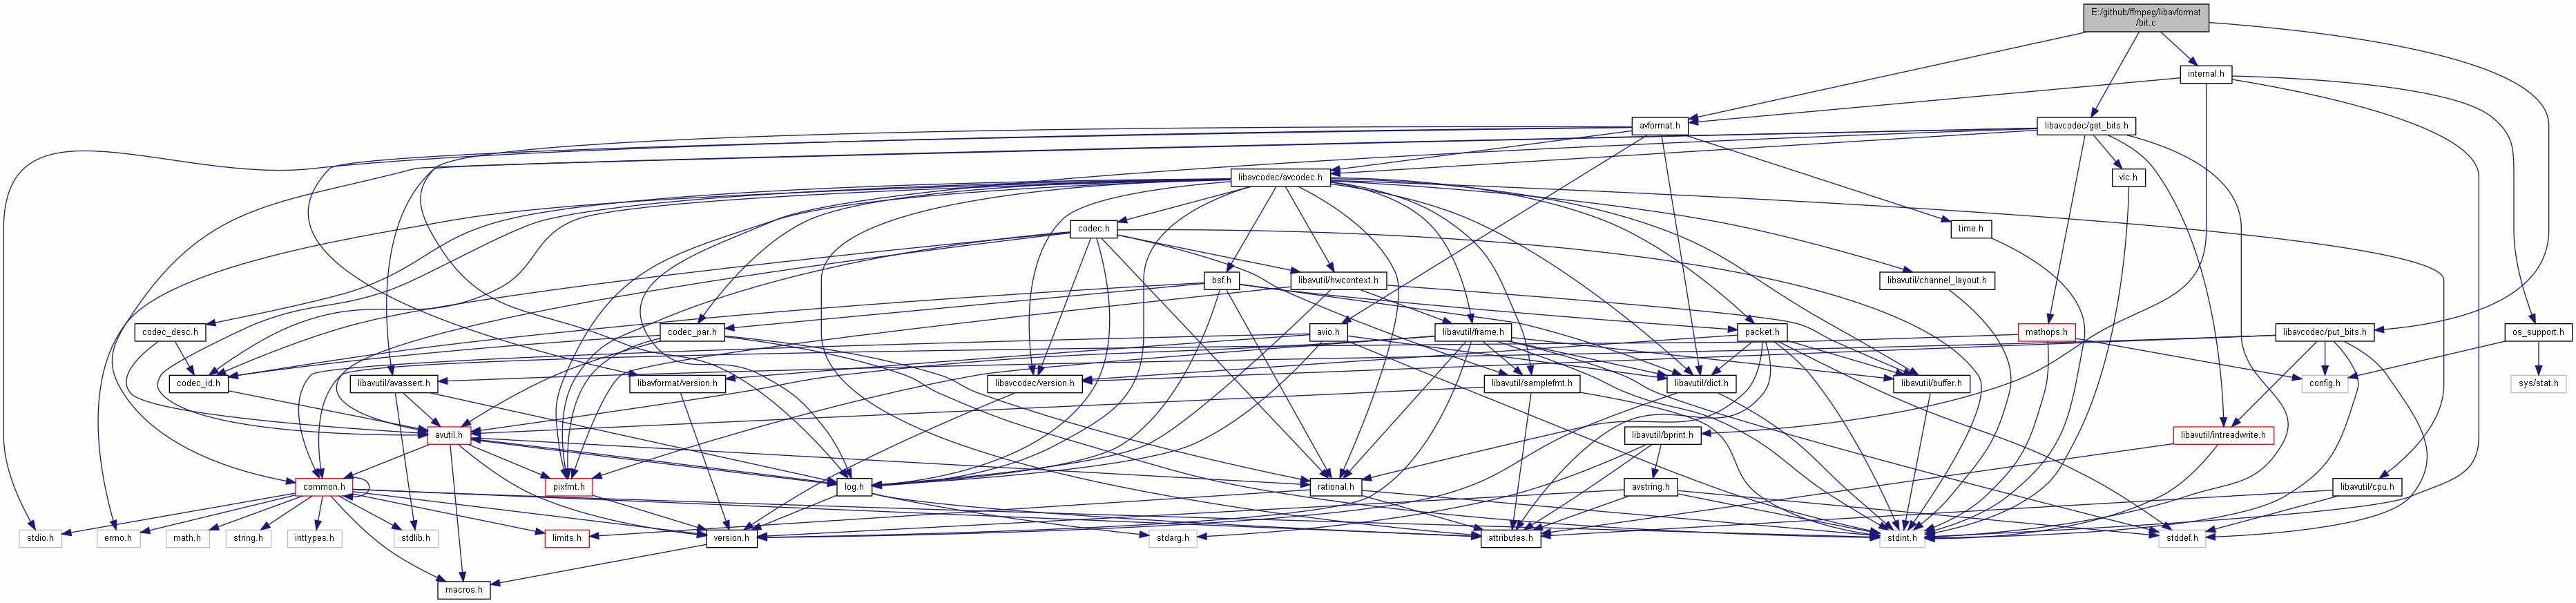 E:/github/ffmpeg/libavformat
/bit.c
internal.h
avformat.h
libavcodec/get_bits.h
libavcodec/avcodec.h
vlc.h
codec.h
time.h
bsf.h
libavutil/hwcontext.h
libavutil/channel_layout.h
codec_desc.h
codec_par.h
avio.h
libavutil/frame.h
packet.h
mathops.h
libavcodec/put_bits.h
os_support.h
codec_id.h
libavutil/avassert.h
libavformat/version.h
libavcodec/version.h
libavutil/samplefmt.h
libavutil/dict.h
libavutil/buffer.h
config.h
sys/stat.h
avutil.h
libavutil/bprint.h
libavutil/intreadwrite.h
common.h
pixfmt.h
log.h
rational.h
avstring.h
libavutil/cpu.h
stdio.h
errno.h
math.h
string.h
inttypes.h
stdlib.h
limits.h
version.h
stdarg.h
attributes.h
stdint.h
stddef.h
macros.h